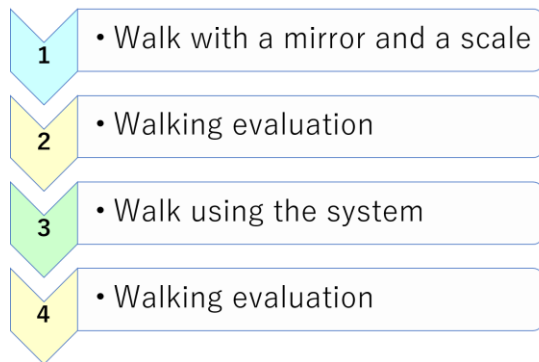 1
• Walk with a mirror and a scale
2
• Walking evaluation
3
• Walk using the system
4
• Walking evaluation